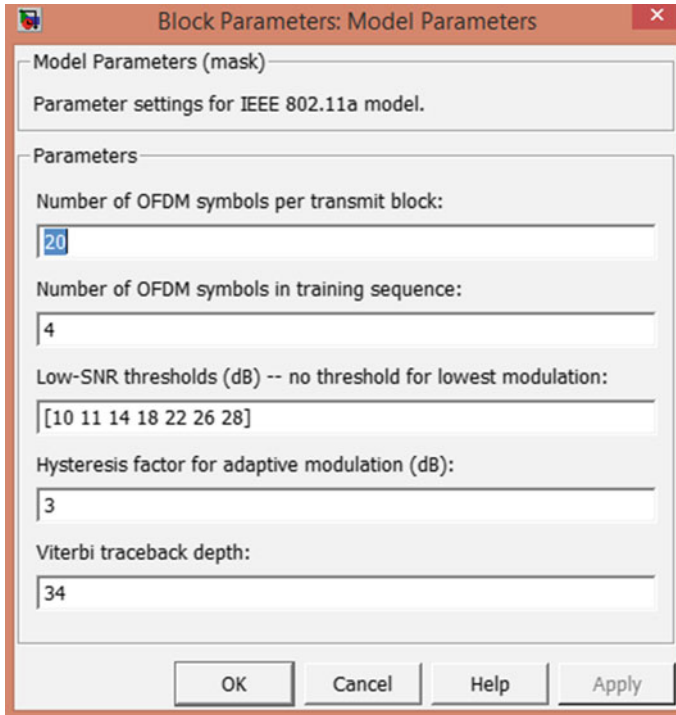 Block Parameters: Model Parameters
Model Parameters (mask)
Parameter settings for IEEE 802.11a model.
Parameters
Number of OFDM symbols per transmit block:
20
Number of OFDM symbols in training sequence:
4
Low-SNR thresholds (dB) -- no threshold for lowest modulation:
[10 11 14 18 22 26 28]
Hysteresis factor for adaptive modulation (dB):
3
Viterbi traceback depth:
34
OK Cancel Help Apply